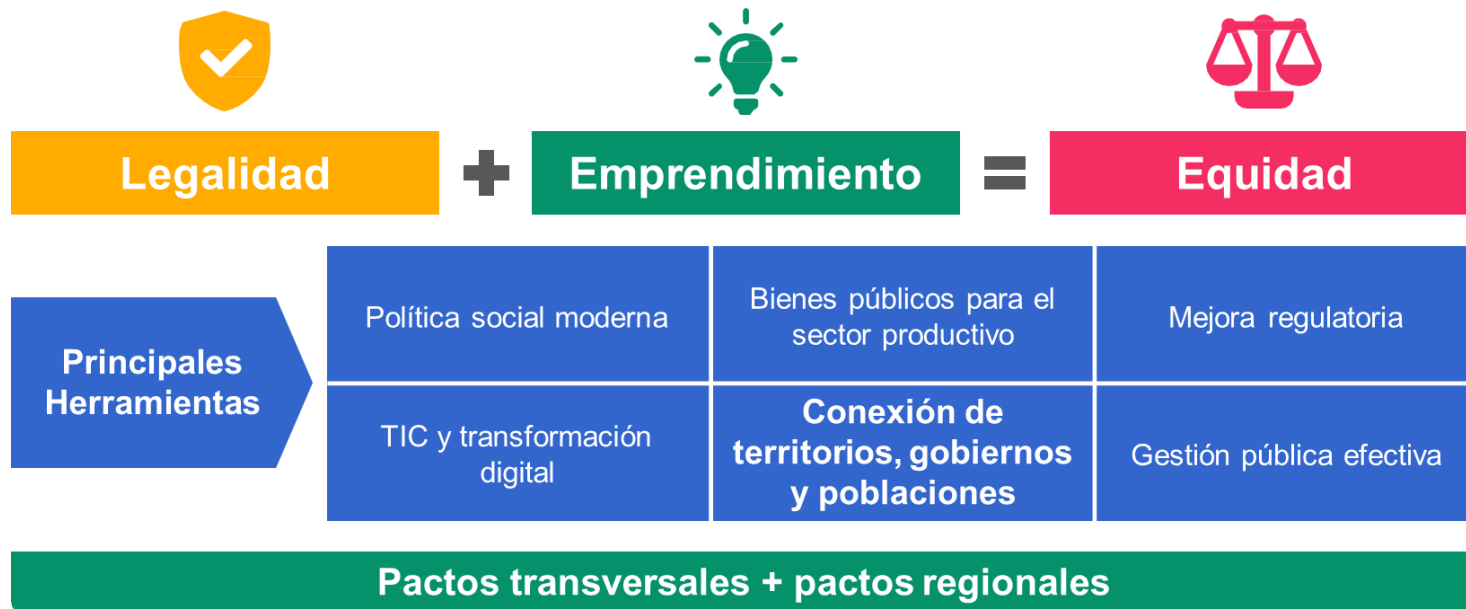 Legalidad
Emprendimiento
Equidad
Principales
Herramientas
Política social moderna
Bienes públicos para el
sector productivo
Mejora regulatoria
TIC y transformación
digital
Conexión de
territorios, gobiernos
y poblaciones
Gestión pública efectiva
Pactos transversales + pactos regionales